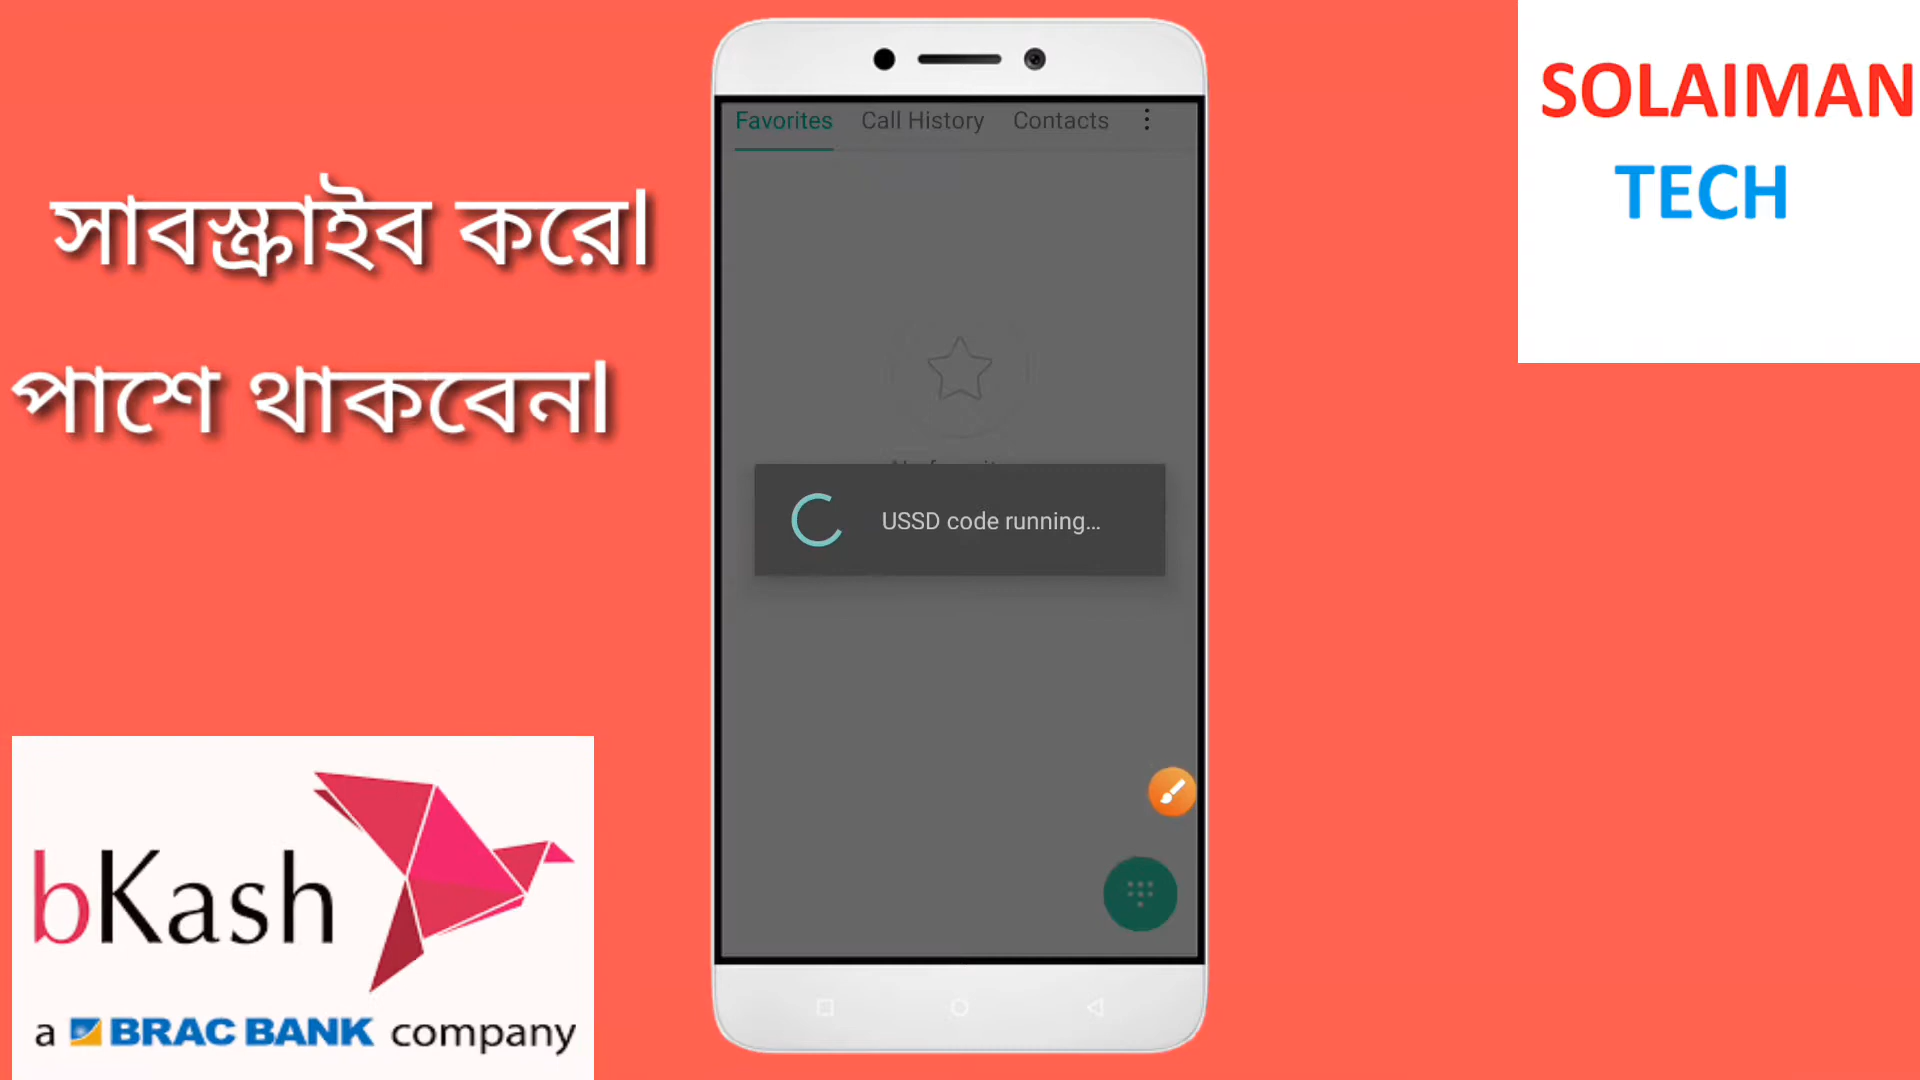 সাবস্ক্রাইব করে।
পাশে থাকবেন।
SOLAIMAN
TECH
Favorites Call History Contacts
USSD code running...
bKash
a BRAC BANK company